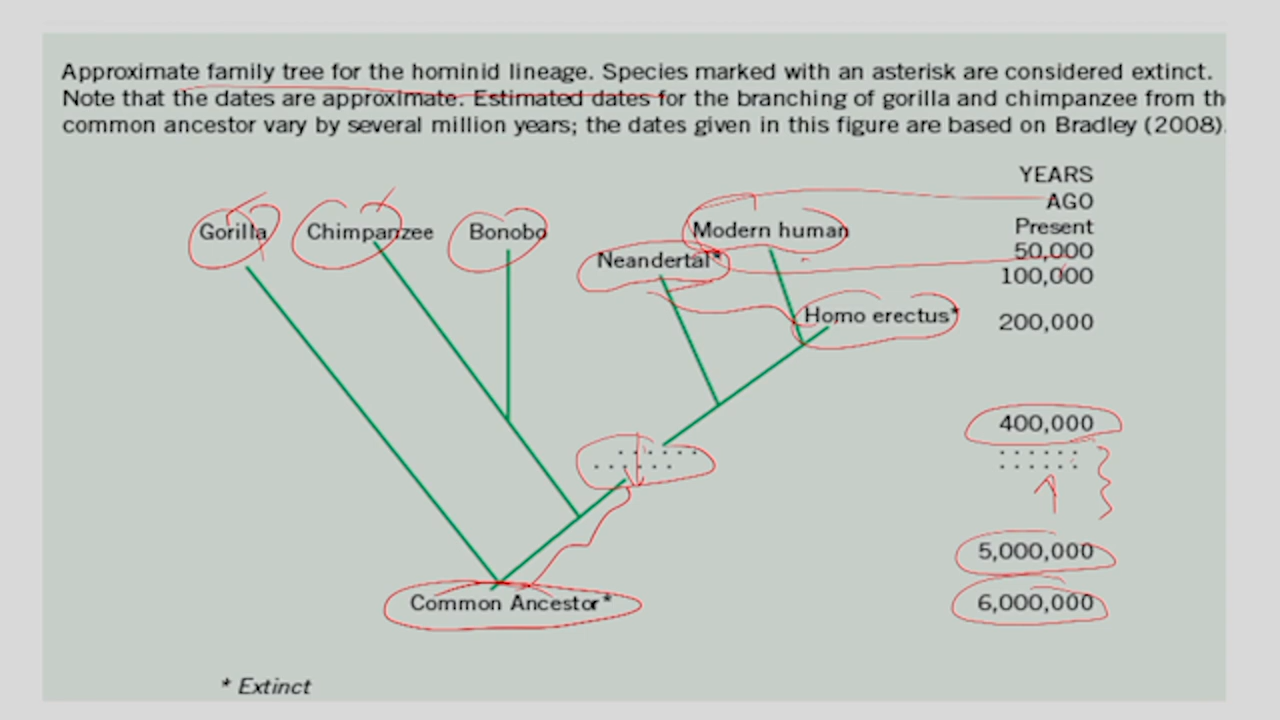 Approximate family tree for the hominid lineage. Species marked with an asterisk are considered extinct.
Note that the dates are approximate. Estimated dates for the branching of gorilla and chimpanzee from th
common ancestor vary by several million years; the dates given in this figure are based on Bradley (2008).
YEARS
AGO
Gorilla Chimpanzee Bonobo Modern human Present
Neandertal* 50,000
100,000
Homo erectus* 200,000
400,000
5,000,000
Common Ancestor* 6,000,000
* Extinct